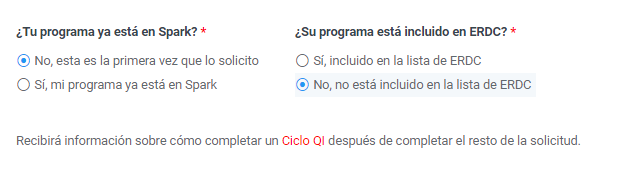 ¿Tu programa ya está en Spark? *
No, esta es la primera vez que lo solicito
Sí, mi programa ya está en Spark
¿Su programa está incluido en ERDC? *
Sí, incluido en la lista de ERDC
No, no está incluido en la lista de ERDC
Recibirá información sobre cómo completar un Ciclo QI después de completar el resto de la solicitud.